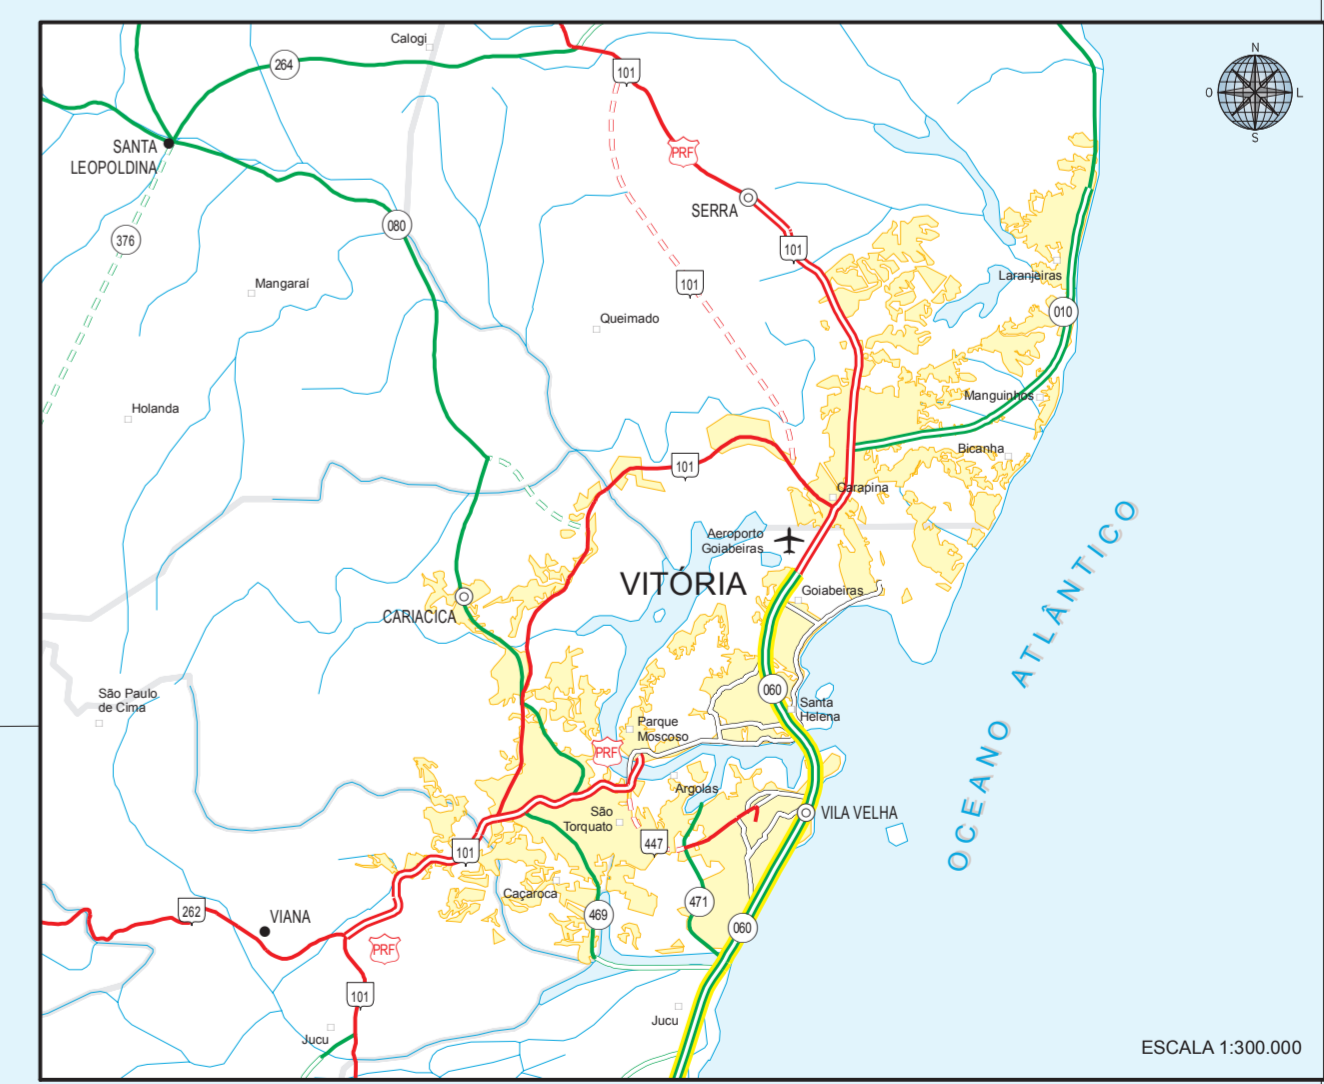 Calogi
264
101
N
O
L
S
PRF
SANTA
LEOPOLDINA
SERRA
080
376
101
Laranjeiras
Mangaraí
101
010
Queimado
Manguinhos
Holanda
Bicanha
101
Carapina
Aeroporto
Goiabeiras
VITÓRIA
Goiabeiras
CARIACICA
OCEANO ATLÂNTICO
060
São Paulo
de Cima
Santa
Helena
Parque
Moscoso
PRF
Argolas
São
Torquato
VILA VELHA
447
101
Caçaroca
262
VIANA
469
471
060
PRF
101
Jucu
Jucu
ESCALA 1:300.000